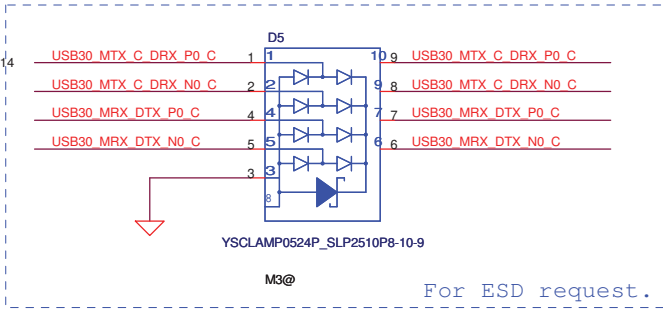 D5
14 USB30_MTX_C_DRX_P0_C 1 1 10 9 USB30_MTX_C_DRX_P0_C
USB30_MTX_C_DRX_N0_C 2 2 9 8 USB30_MTX_C_DRX_N0_C
USB30_MRX_DTX_P0_C 4 4 7 7 USB30_MRX_DTX_P0_C
USB30_MRX_DTX_N0_C 5 5 6 6 USB30_MRX_DTX_N0_C
3 3
8
YSCLAMP0524P_SLP2510P8-10-9
M3@
For ESD request.